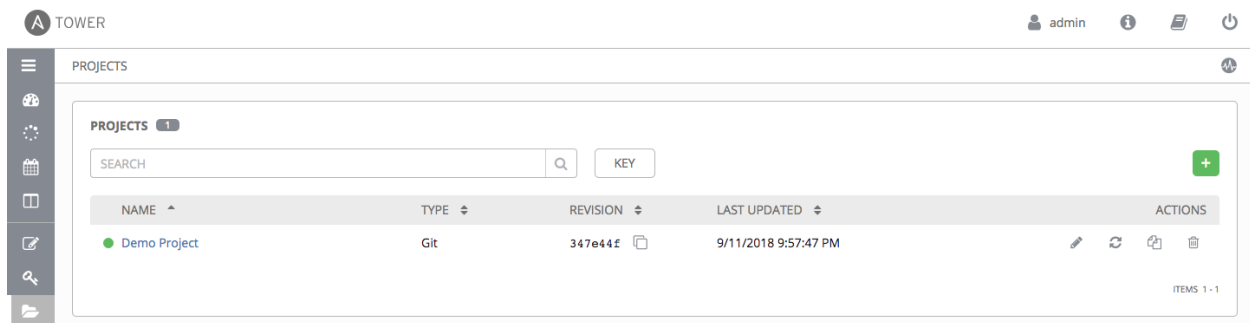 A TOWER admin
PROJECTS
PROJECTS 1
SEARCH KEY +
NAME TYPE REVISION LAST UPDATED ACTIONS
Demo Project Git 347e44f 9/11/2018 9:57:47 PM
ITEMS 1 - 1